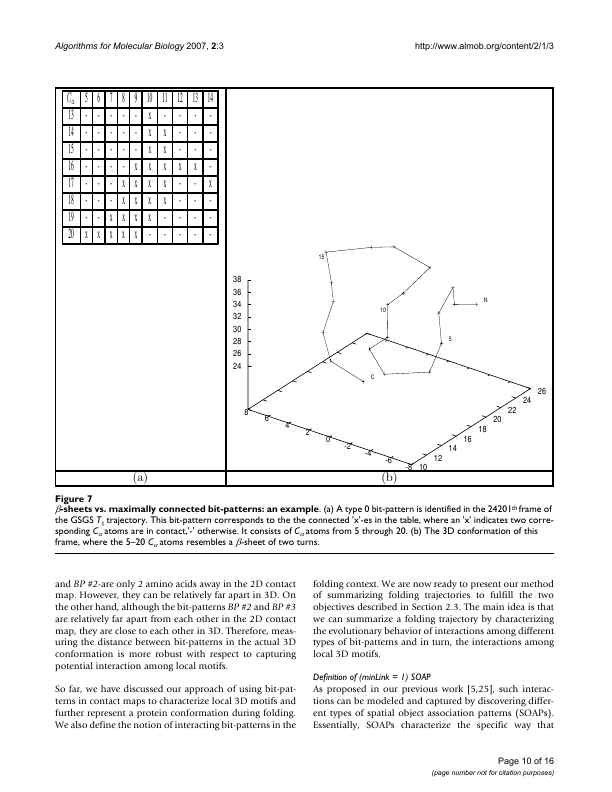 Algorithms for Molecular Biology 2007, 2:3 http://www.almob.org/content/2/1/3
Cα 5 6 7 8 9 10 11 12 13 14
13 - - - - - x - - - -
14 - - - - - x x - - -
15 - - - - - x x - - -
16 - - - - x x x x x -
17 - - - x x x x - - x
18 - - - x x x x - - -
19 - - x x x x - - - -
20 x x x x x - - - - -
15
38
36
34
32
30
28
26
24
10
N
5
C
8
6
4
2
0
-2
-4
-6
-8
10
12
14
16
18
20
22
24
26
(a) (b)
Figure 7
β-sheets vs. maximally connected bit-patterns: an example. (a) A type 0 bit-pattern is identified in the 24201th frame of
the GSGS T1 trajectory. This bit-pattern corresponds to the the connected 'x'-es in the table, where an 'x' indicates two corre-
sponding Cα atoms are in contact,'-' otherwise. It consists of Cα atoms from 5 through 20. (b) The 3D conformation of this
frame, where the 5–20 Cα atoms resembles a β-sheet of two turns.
and BP #2-are only 2 amino acids away in the 2D contact
map. However, they can be relatively far apart in 3D. On
the other hand, although the bit-patterns BP #2 and BP #3
are relatively far apart from each other in the 2D contact
map, they are close to each other in 3D. Therefore, meas-
uring the distance between bit-patterns in the actual 3D
conformation is more robust with respect to capturing
potential interaction among local motifs.
So far, we have discussed our approach of using bit-pat-
terns in contact maps to characterize local 3D motifs and
further represent a protein conformation during folding.
We also define the notion of interacting bit-patterns in the
folding context. We are now ready to present our method
of summarizing folding trajectories to fulfill the two
objectives described in Section 2.3. The main idea is that
we can summarize a folding trajectory by characterizing
the evolutionary behavior of interactions among different
types of bit-patterns and in turn, the interactions among
local 3D motifs.
Definition of (minLink = 1) SOAP
As proposed in our previous work [5,25], such interac-
tions can be modeled and captured by discovering differ-
ent types of spatial object association patterns (SOAPs).
Essentially, SOAPs characterize the specific way that
Page 10 of 16
(page number not for citation purposes)